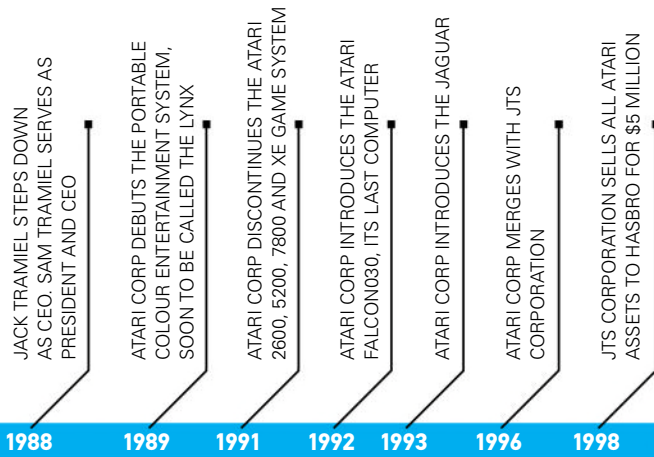 JACK TRAMIEL STEPS DOWN
AS CEO. SAM TRAMIEL SERVES AS
PRESIDENT AND CEO
1988
ATARI CORP DEBUTS THE PORTABLE
COLOUR ENTERTAINMENT SYSTEM,
SOON TO BE CALLED THE LYNX
1989
ATARI CORP DISCONTINUES THE ATARI
2600, 5200, 7800 AND XE GAME SYSTEM
1991
ATARI CORP INTRODUCES THE ATARI
FALCON030, ITS LAST COMPUTER
1992
ATARI CORP INTRODUCES THE JAGUAR
1993
ATARI CORP MERGES WITH JTS
CORPORATION
1996
JTS CORPORATION SELLS ALL ATARI
ASSETS TO HASBRO FOR $5 MILLION
1998